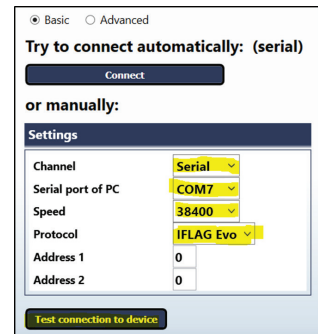 Basic Advanced
Try to connect automatically: (serial)
Connect
or manually:
Settings
Channel Serial
Serial port of PC COM7
Speed 38400
Protocol IFLAG Evo
Address 1 0
Address 2 0
Test connection to device